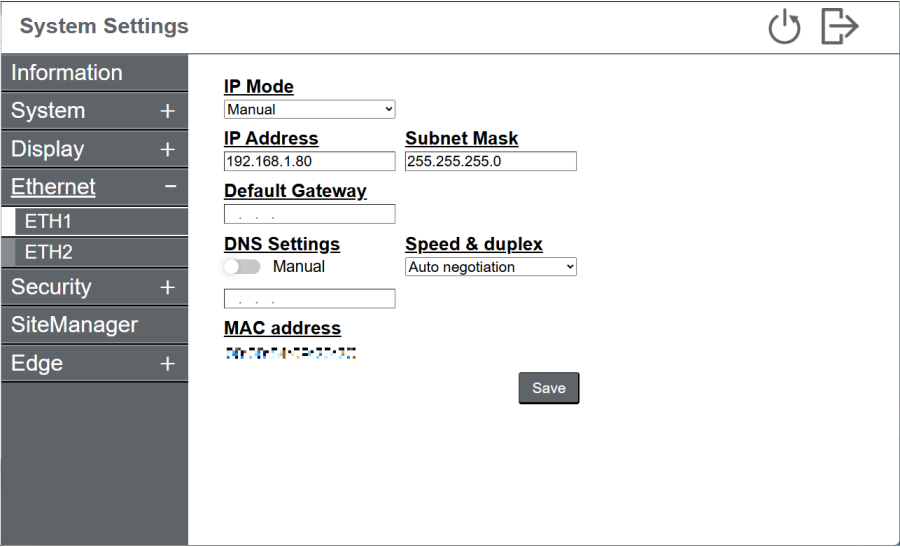 System Settings
Information
System +
Display +
Ethernet -
ETH1
ETH2
Security +
SiteManager
Edge +
IP Mode
Manual
IP Address Subnet Mask
192.168.1.80 255.255.255.0
Default Gateway
. . .
DNS Settings Speed & duplex
Manual Auto negotiation
. . .
MAC address
Save